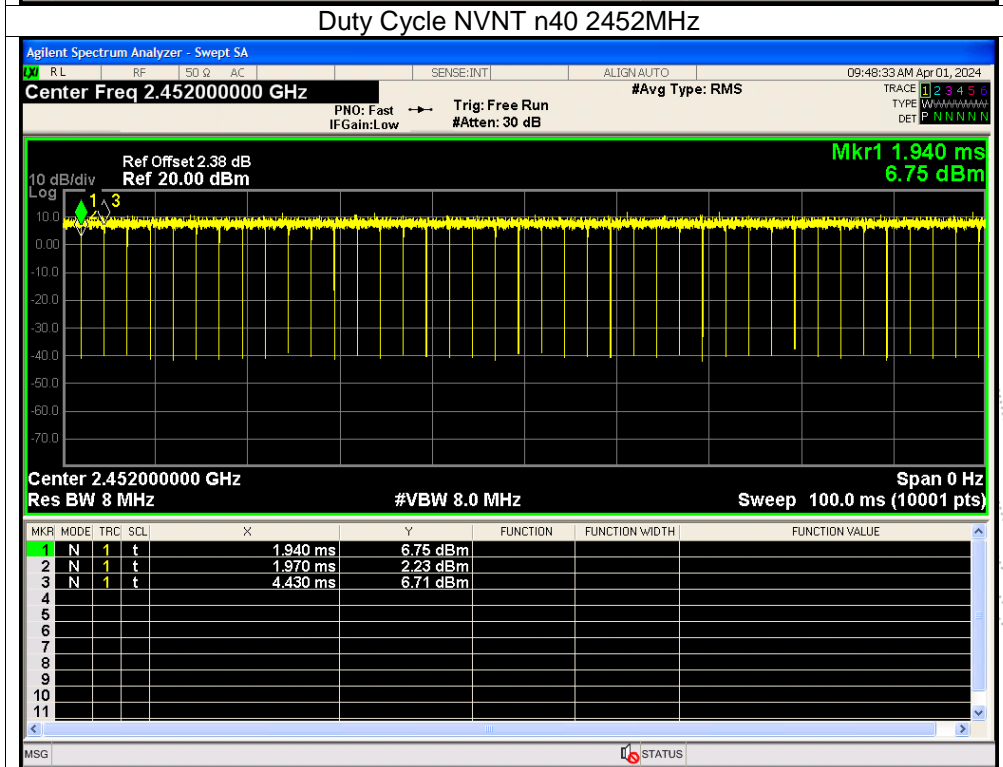 Duty Cycle NVNT n40 2452MHz
Agilent Spectrum Analyzer - Swept SA
LXI RL RF 50 Ω AC SENSE:INT ALIGN AUTO 09:48:33 AM Apr 01, 2024
Center Freq 2.452000000 GHz #Avg Type: RMS TRACE 1 2 3 4 5 6
PNO: Fast Trig: Free Run TYPE W
IFGain:Low #Atten: 30 dB DET P N N N N N
Mkr1 1.940 ms
Ref Offset 2.38 dB
10 dB/div Ref 20.00 dBm 6.75 dBm
Log
1 2 3
10.0
0.00
-10.0
-20.0
-30.0
-40.0
-50.0
-60.0
-70.0
Center 2.452000000 GHz Span 0 Hz
Res BW 8 MHz #VBW 8.0 MHz Sweep 100.0 ms (10001 pts)
MKR MODE TRC SCL X Y FUNCTION FUNCTION WIDTH FUNCTION VALUE
1 N 1 t 1.940 ms 6.75 dBm
2 N 1 t 1.970 ms 2.23 dBm
3 N 1 t 4.430 ms 6.71 dBm
4
5
6
7
8
9
10
11
MSG STATUS